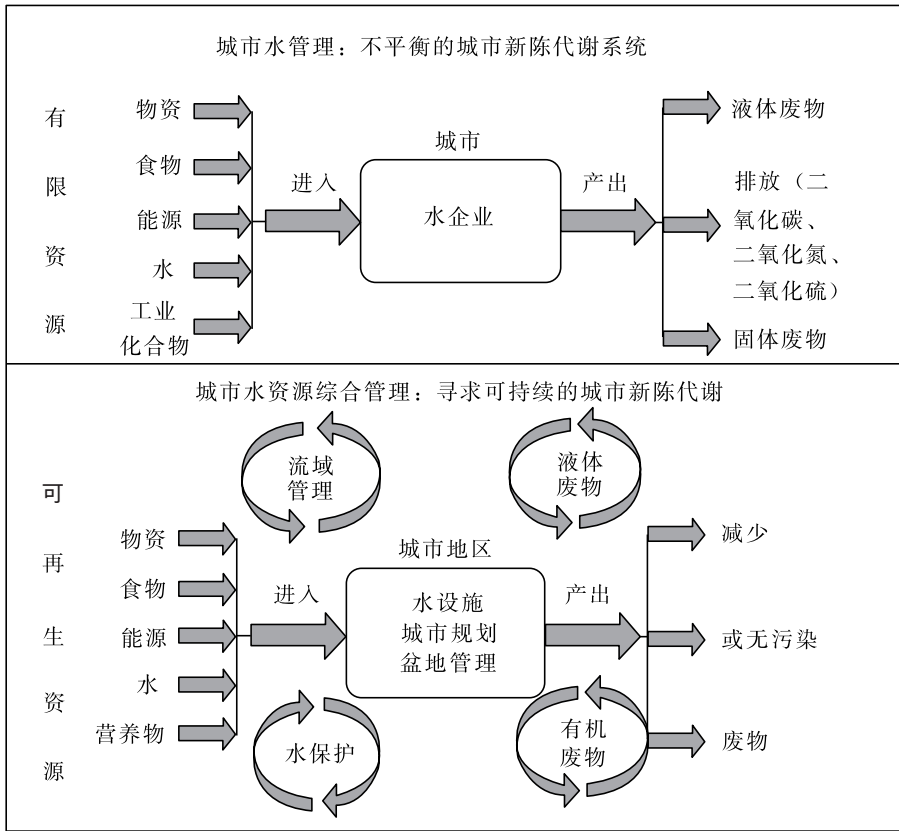 城市水管理：不平衡的城市新陈代谢系统
有
限
资
源
物资
食物
能源
水
工业
化合物
进入
城市
水企业
产出
液体废物
排放（二
氧化碳、
二氧化氮、
二氧化硫）
固体废物
城市水资源综合管理：寻求可持续的城市新陈代谢
流域
管理
液体
废物
可
再
生
资
源
物资
食物
能源
水
营养物
进入
城市地区
水设施
城市规划
盆地管理
产出
减少
或无污染
废物
水保护
有机
废物